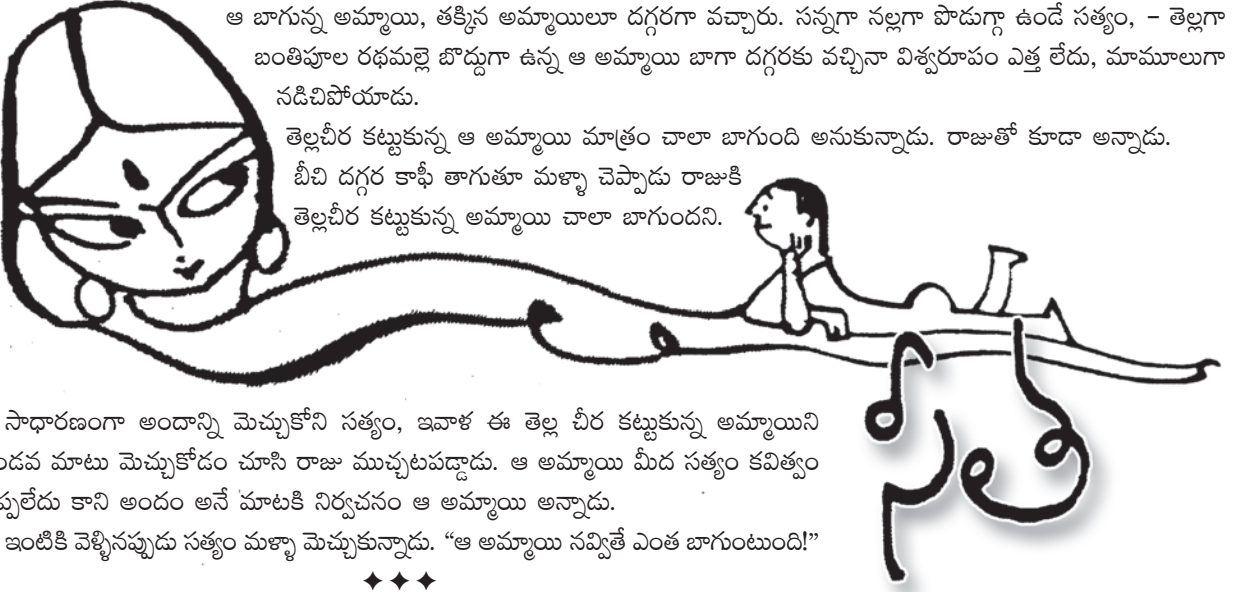 ఆ బాగున్న అమ్మాయి, తక్కిన అమ్మాయిలూ దగ్గరగా వచ్చారు. సన్నగా నల్లగా పొడుగ్గా ఉండే సత్యం, – తెల్లగా
బంతిపూల రథమల్లె బొద్దుగా ఉన్న ఆ అమ్మాయి బాగా దగ్గరకు వచ్చినా విశ్వరూపం ఎత్త లేదు, మామూలుగా
నడిచిపోయాడు.
తెల్లచీర కట్టుకున్న ఆ అమ్మాయి మాత్రం చాలా బాగుంది అనుకున్నాడు. రాజుతో కూడా అన్నాడు.
బీచి దగ్గర కాఫీ తాగుతూ మళ్ళా చెప్పాడు రాజుకి
తెల్లచీర కట్టుకున్న అమ్మాయి చాలా బాగుందని.
సీత
సాధారణంగా అందాన్ని మెచ్చుకోని సత్యం, ఇవాళ ఈ తెల్ల చీర కట్టుకున్న అమ్మాయిని
ండవ మాటు మెచ్చుకోడం చూసి రాజు ముచ్చటపడ్డాడు. ఆ అమ్మాయి మీద సత్యం కవిత్వం
ప్పలేదు కాని అందం అనే మాటకి నిర్వచనం ఆ అమ్మాయి అన్నాడు.
ఇంటికి వెళ్ళినప్పుడు సత్యం మళ్ళా మెచ్చుకున్నాడు. “ఆ అమ్మాయి నవ్వితే ఎంత బాగుంటుంది!”